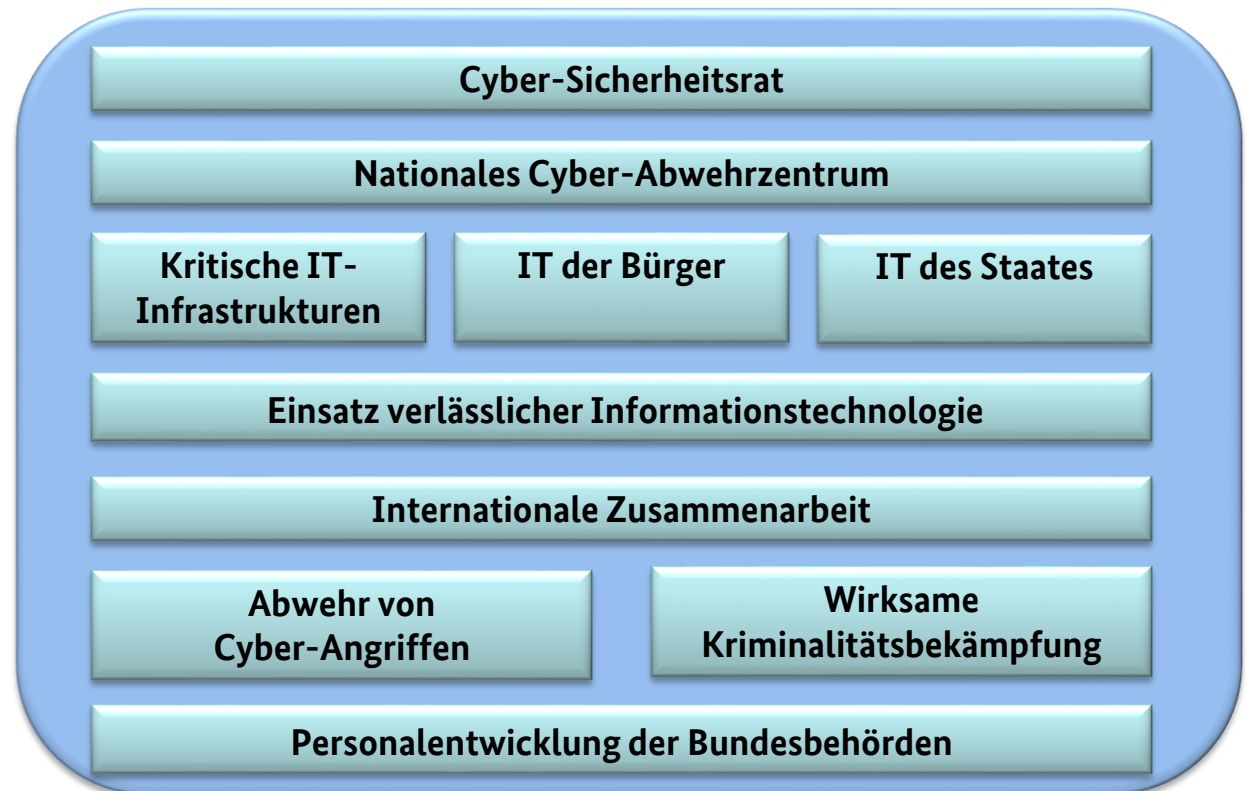 Cyber-Sicherheitsrat
Nationales Cyber-Abwehrzentrum
Kritische IT-
Infrastrukturen
IT der Bürger
IT des Staates
Einsatz verlässlicher Informationstechnologie
Internationale Zusammenarbeit
Abwehr von
Cyber-Angriffen
Wirksame
Kriminalitätsbekämpfung
Personalentwicklung der Bundesbehörden